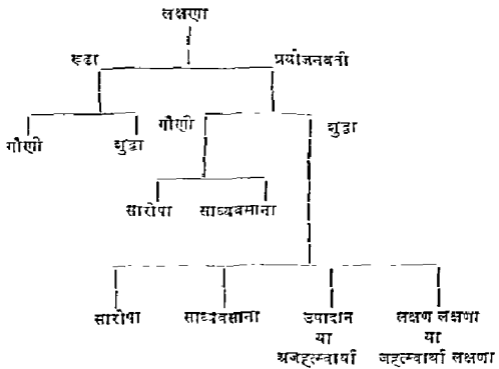 लक्षणा
रूढा प्रयोजनवती
गौणी शुद्धा गौणी शुद्धा
सारोपा साध्यवसाना
सारोपा साध्यवसाना उपादान लक्षण लक्षणा
या या
अजहत्स्वार्था जहत्स्वार्था लक्षणा